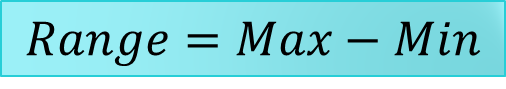 Range = Max − Min